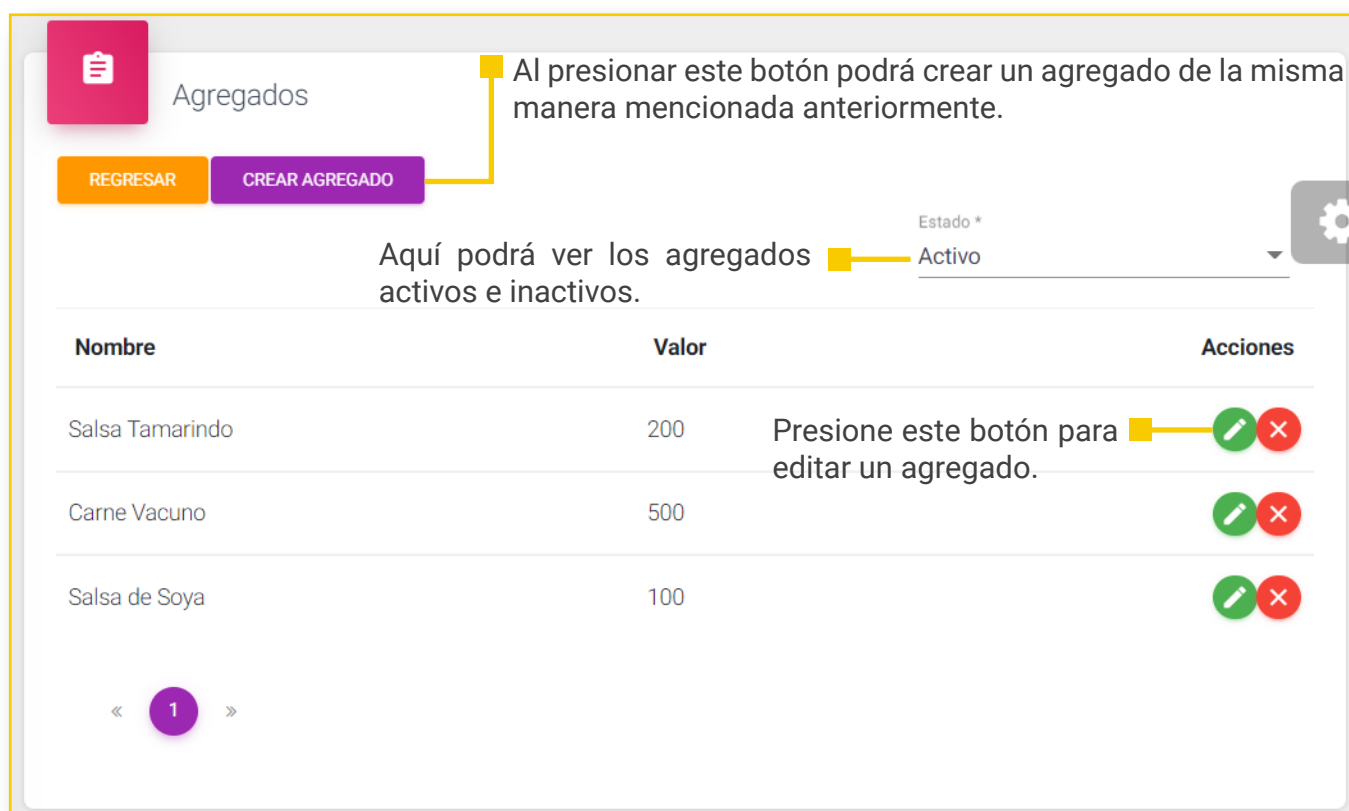 Agregados
Al presionar este botón podrá crear un agregado de la misma
manera mencionada anteriormente.
REGRESAR
CREAR AGREGADO
Estado *
Activo
Aquí podrá ver los agregados
activos e inactivos.
Nombre Valor Acciones
Salsa Tamarindo 200
Presione este botón para
editar un agregado.
Carne Vacuno 500
Salsa de Soya 100
« 1 »